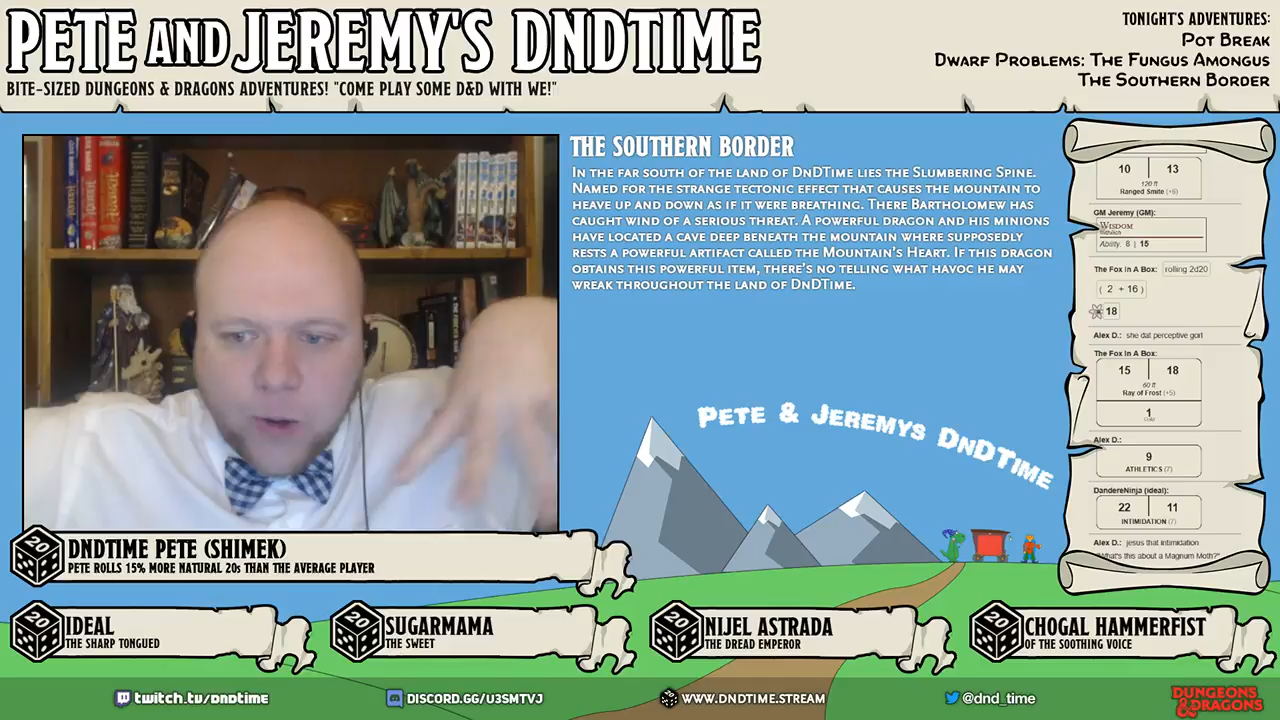 PETE AND JEREMY'S DNDTIME
BITE-SIZED DUNGEONS & DRAGONS ADVENTURES! "COME PLAY SOME D&D WITH WE!"
TONIGHT'S ADVENTURES:
POT BREAK
DWARF PROBLEMS: THE FUNGUS AMONGUS
THE SOUTHERN BORDER
THE SOUTHERN BORDER
IN THE FAR SOUTH OF THE LAND OF DNDTIME LIES THE SLUMBERING SPINE.
NAMED FOR THE STRANGE TECTONIC EFFECT THAT CAUSES THE MOUNTAIN TO
HEAVE UP AND DOWN AS IF IT WERE BREATHING. THERE BARTHOLOMEW HAS
CAUGHT WIND OF A SERIOUS THREAT. A POWERFUL DRAGON AND HIS MINIONS
HAVE LOCATED A CAVE DEEP BENEATH THE MOUNTAIN WHERE SUPPOSEDLY
RESTS A POWERFUL ARTIFACT CALLED THE MOUNTAIN'S HEART. IF THIS DRAGON
OBTAINS THIS POWERFUL ITEM, THERE'S NO TELLING WHAT HAVOC HE MAY
WREAK THROUGHOUT THE LAND OF DNDTIME.
PETE & JEREMYS DNDTIME
10 13
120 ft
Ranged Smite (+6)
GM Jeremy (GM):
WISDOM
Ability: 8 | 15
The Fox In A Box: rolling 2d20
( 2 + 16 )
18
Alex D.: she dat perceptive gorl
The Fox In A Box:
15 18
60 ft
Ray of Frost (+5)
1
Cold
Alex D.:
9
ATHLETICS (7)
DandereNinja (ideal):
22 11
INTIMIDATION (7)
Alex D.: jesus that intimidation
"What's this about a Magnum Moth?"
20
DNDTIME PETE (SHIMEK)
PETE ROLLS 15% MORE NATURAL 20S THAN THE AVERAGE PLAYER
20
IDEAL
THE SHARP TONGUED
20
SUGARMAMA
THE SWEET
20
NIJEL ASTRADA
THE DREAD EMPEROR
20
CHOGAL HAMMERFIST
OF THE SOOTHING VOICE
twitch.tv/dndtime
DISCORD.GG/U3SMTVJ
WWW.DNDTIME.STREAM
@dnd_time
DUNGEONS
& DRAGONS